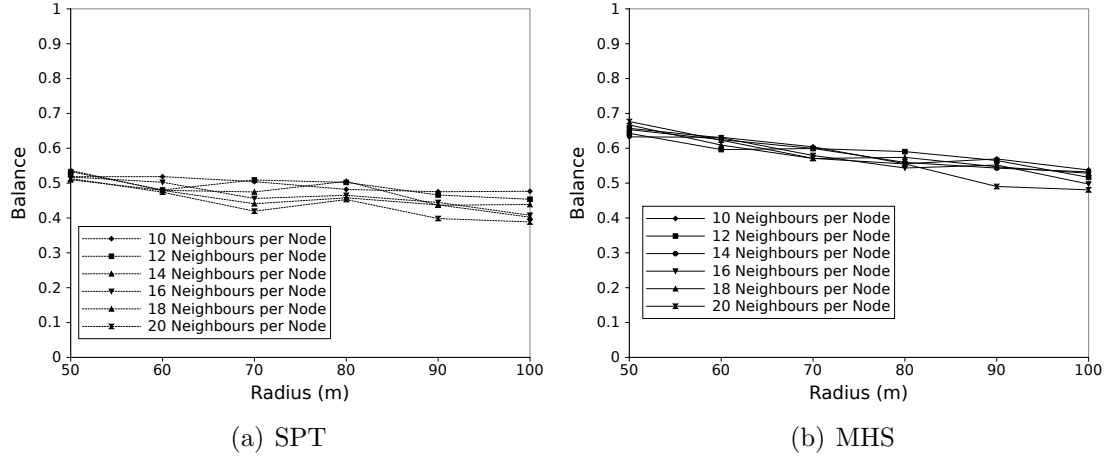 1
0.9
0.8
0.7
0.6
0.5
0.4
0.3
0.2
0.1
0
Balance
50 60 70 80 90 100
Radius (m)
10 Neighbours per Node
12 Neighbours per Node
14 Neighbours per Node
16 Neighbours per Node
18 Neighbours per Node
20 Neighbours per Node
(a) SPT
1
0.9
0.8
0.7
0.6
0.5
0.4
0.3
0.2
0.1
0
Balance
50 60 70 80 90 100
Radius (m)
10 Neighbours per Node
12 Neighbours per Node
14 Neighbours per Node
16 Neighbours per Node
18 Neighbours per Node
20 Neighbours per Node
(b) MHS